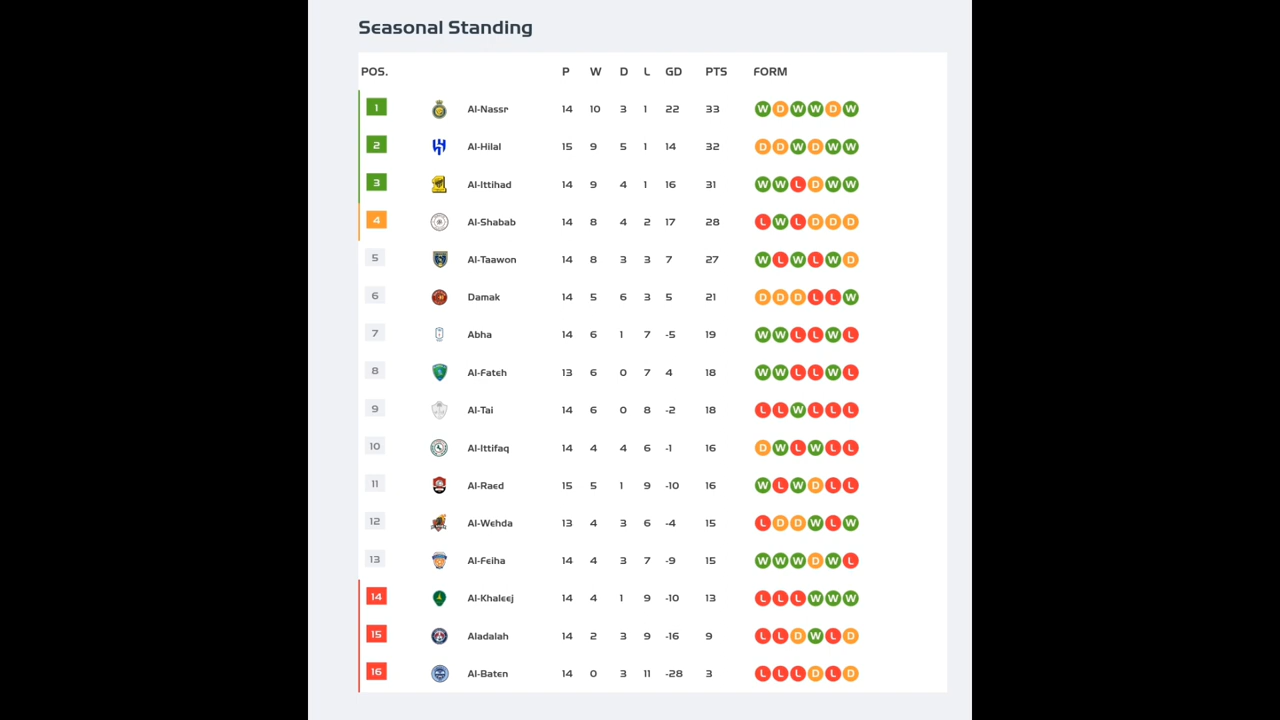 Seasonal Standing
POS. P W D L GD PTS FORM
1 Al-Nassr 14 10 3 1 22 33 W D W W D W
2 Al-Hilal 15 9 5 1 14 32 D D W D W W
3 Al-Ittihad 14 9 4 1 16 31 W W L D W W
4 Al-Shabab 14 8 4 2 17 28 L W L D D D
5 Al-Taawon 14 8 3 3 7 27 W L W L W D
6 Damak 14 5 6 3 5 21 D D D L L W
7 Abha 14 6 1 7 -5 19 W W L L W L
8 Al-Fateh 13 6 0 7 4 18 W W L L W L
9 Al-Tai 14 6 0 8 -2 18 L L W L L L
10 Al-Ittifaq 14 4 4 6 -1 16 D W L W L L
11 Al-Raed 15 5 1 9 -10 16 W L W D L L
12 Al-Wehda 13 4 3 6 -4 15 L D D W L W
13 Al-Feiha 14 4 3 7 -9 15 W W W D W L
14 Al-Khaleej 14 4 1 9 -10 13 L L L W W W
15 Aladalah 14 2 3 9 -16 9 L L D W L D
16 Al-Baten 14 0 3 11 -28 3 L L L D L D